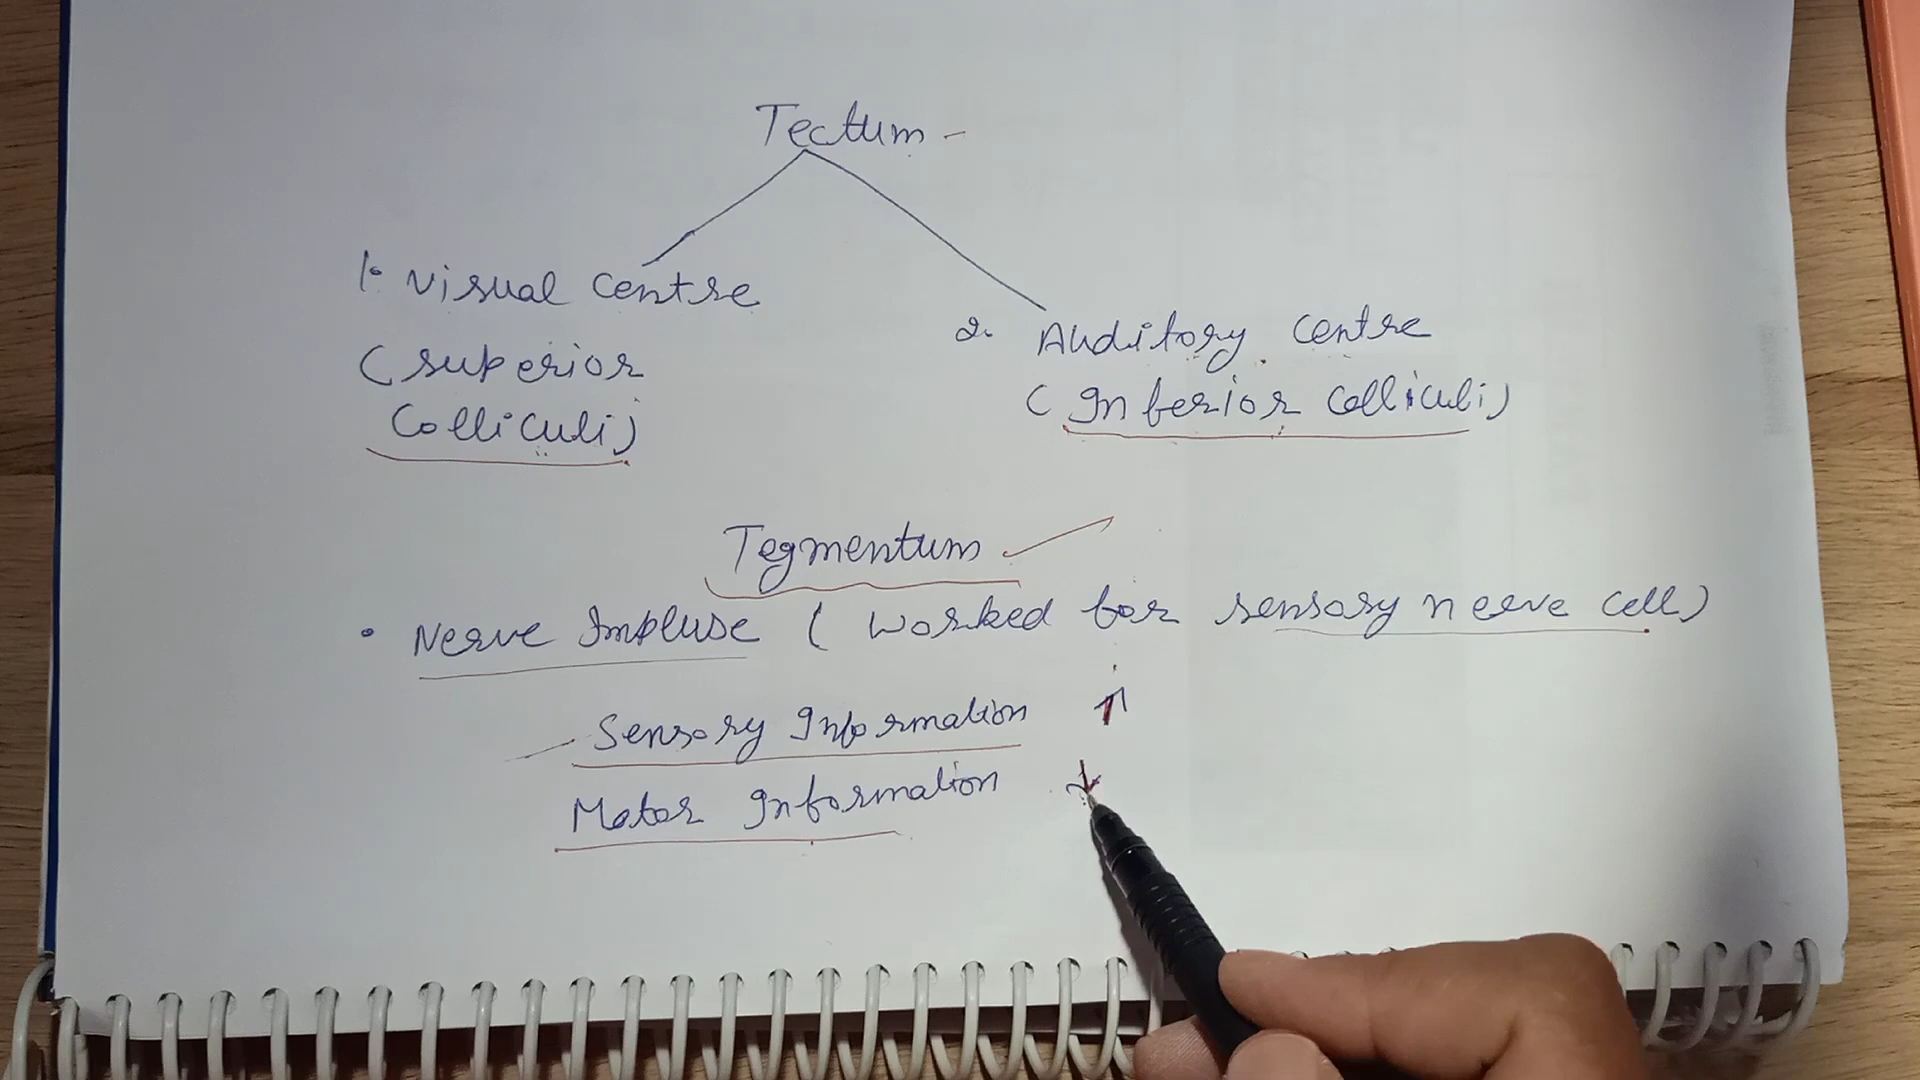 Tectum -
1. Visual Centre
(Superior
Colliculi)
2. Auditory Centre
(Inferior Colliculi)
Tegmentum
• Nerve Impluse (Worked for sensory nerve cell)
Sensory Information ↑
Motor Information ↓